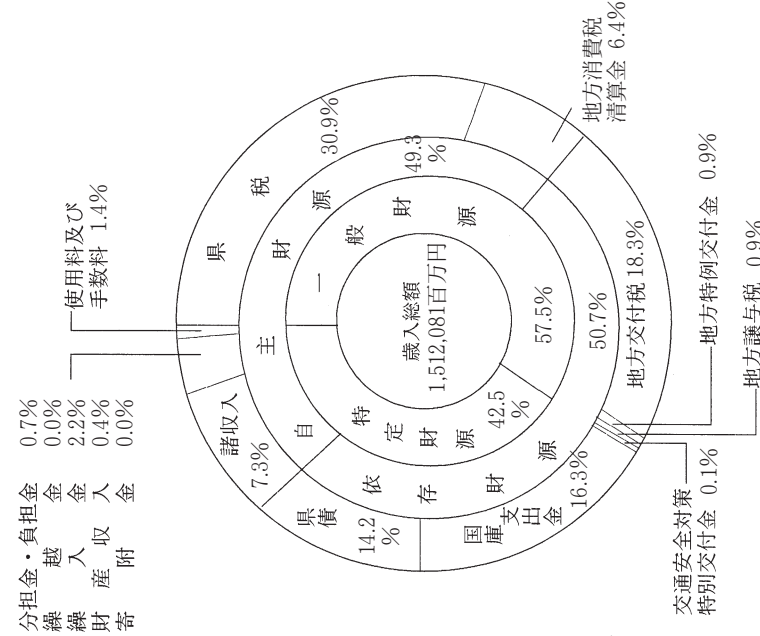 分担金・負担金 0.7%
繰越金 0.0%
繰入金 2.2%
財産収入 0.4%
寄附金 0.0%
使用料及び
手数料 1.4%
県税
30.9%
地方消費税
清算金 6.4%
諸収入
7.3%
自主財源
49.3
%
一般財源
57.5%
歳入総額
1,512,081百万円
特定財源
42.5
%
依存財源
50.7%
県債
14.2
%
国庫支出金
16.3%
地方交付税 18.3%
地方特例交付金 0.9%
地方譲与税 0.9%
交通安全対策
特別交付金 0.1%